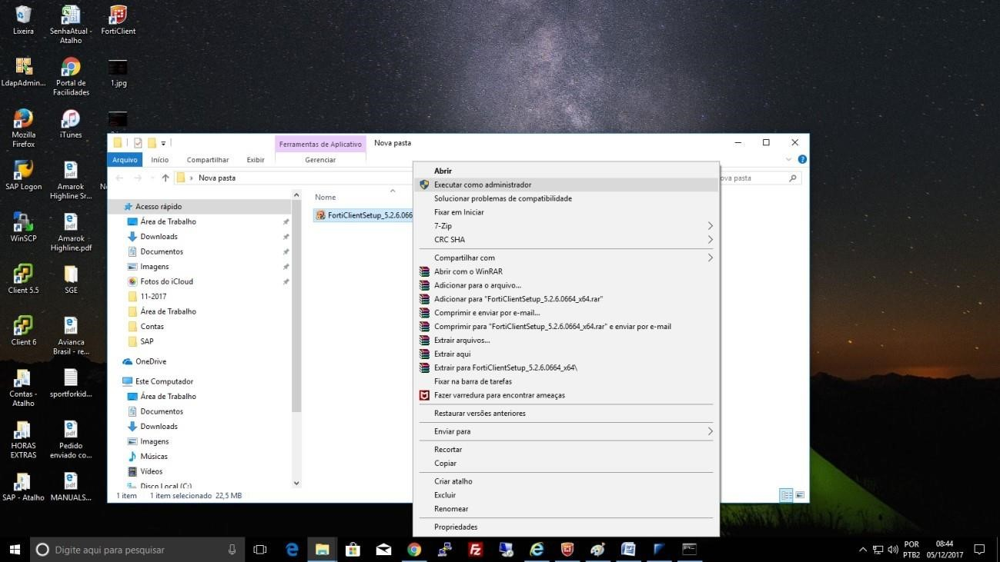 Lixeira
SenhaAtual -
Atalho
FortiClient
LdapAdmin...
Portal de
Facilidades
1.jpg
Mozilla
Firefox
iTunes
SAP Logon
Amarok
Highline Sr...
WinSCP
Amarok
Highline.pdf
Client 5.5
SGE
Client 6
Avianca
Brasil - re...
Contas -
Atalho
sportforkid...
HORAS
EXTRAS
Pedido
enviado co...
SAP - Atalho
MANUALS...
Ferramentas de Aplicativo
Nova pasta
Arquivo
Início
Compartilhar
Exibir
Gerenciar
Nova pasta
ova pasta
Acesso rápido
Área de Trabalho
Downloads
Documentos
Imagens
Fotos do iCloud
11-2017
Área de Trabalho
Contas
SAP
OneDrive
Este Computador
Área de Trabalho
Documentos
Downloads
Imagens
Músicas
Vídeos
Disco Local (C:)
Nome
FortiClientSetup_5.2.6.066
1 item
1 item selecionado 22,5 MB
Abrir
Executar como administrador
Solucionar problemas de compatibilidade
Fixar em Iniciar
7-Zip
CRC SHA
Compartilhar com
Abrir com o WinRAR
Adicionar para o arquivo...
Adicionar para "FortiClientSetup_5.2.6.0664_x64.rar"
Comprimir e enviar por e-mail...
Comprimir para "FortiClientSetup_5.2.6.0664_x64.rar" e enviar por e-mail
Extrair arquivos...
Extrair aqui
Extrair para FortiClientSetup_5.2.6.0664_x64\
Fixar na barra de tarefas
Fazer varredura para encontrar ameaças
Restaurar versões anteriores
Enviar para
Recortar
Copiar
Criar atalho
Excluir
Renomear
Propriedades
Digite aqui para pesquisar
POR
PTB2
08:44
05/12/2017